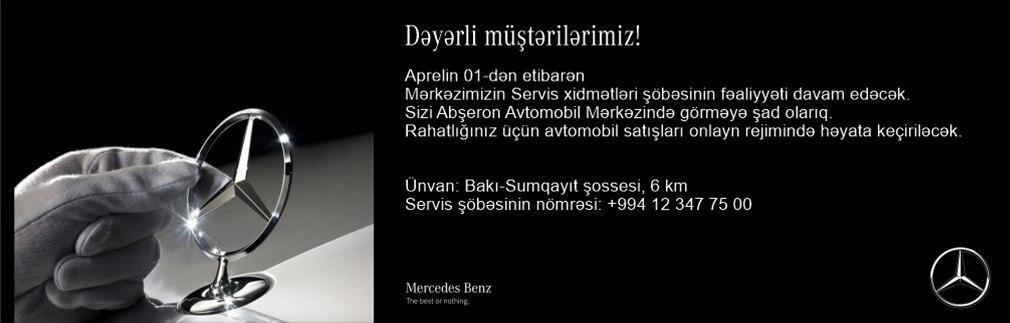 Dəyərli müştərilərimiz!
Aprelin 01-dən etibarən
Mərkəzimizin Servis xidmətləri şöbəsinin fəaliyyəti davam edəcək.
Sizi Abşeron Avtomobil Mərkəzində görməyə şad olarıq.
Rahatlığınız üçün avtomobil satışları onlayn rejimində həyata keçiriləcək.
Ünvan: Bakı-Sumqayıt şossesi, 6 km
Servis şöbəsinin nömrəsi: +994 12 347 75 00
Mercedes Benz
The best or nothing.